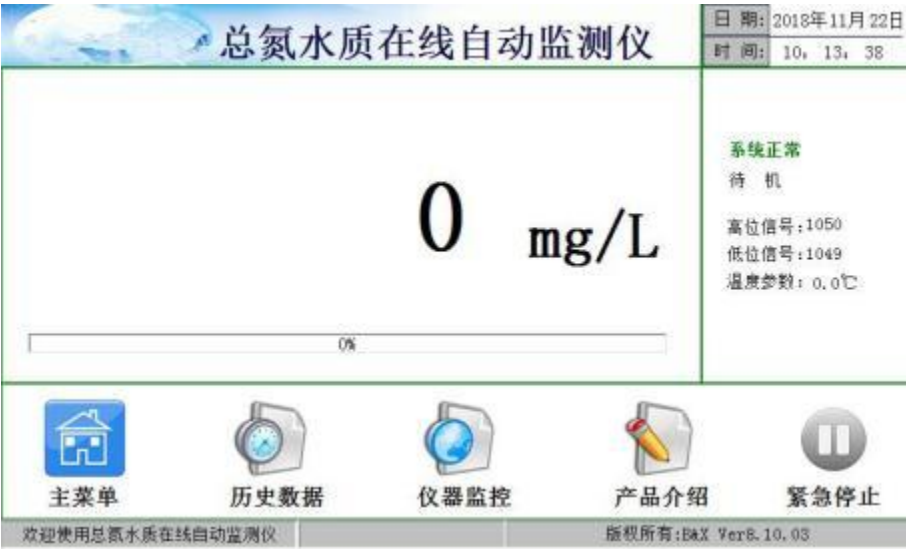 总氮水质在线自动监测仪
日 期: 2018年11月22日
时 间: 10, 13, 38
系统正常
待 机
高位信号:1050
低位信号:1049
温度参数: 0.0℃
0 mg/L
0%
主菜单 历史数据 仪器监控 产品介绍 紧急停止
欢迎使用总氮水质在线自动监测仪 版权所有:B&X Ver8.10.03